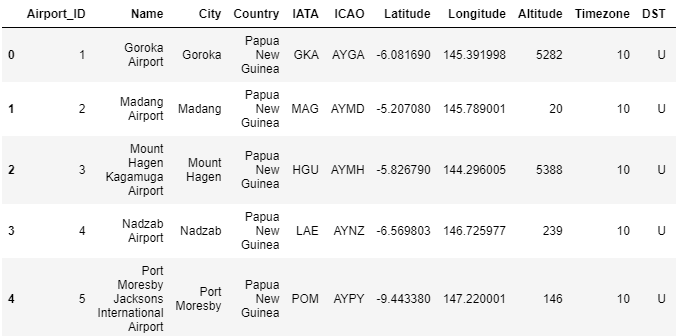 Airport_ID Name City Country IATA ICAO Latitude Longitude Altitude Timezone DST
0 1 Goroka Airport Goroka Papua New Guinea GKA AYGA -6.081690 145.391998 5282 10 U
1 2 Madang Airport Madang Papua New Guinea MAG AYMD -5.207080 145.789001 20 10 U
2 3 Mount Hagen Kagamuga Airport Mount Hagen Papua New Guinea HGU AYMH -5.826790 144.296005 5388 10 U
3 4 Nadzab Airport Nadzab Papua New Guinea LAE AYNZ -6.569803 146.725977 239 10 U
4 5 Port Moresby Jacksons International Airport Port Moresby Papua New Guinea POM AYPY -9.443380 147.220001 146 10 U